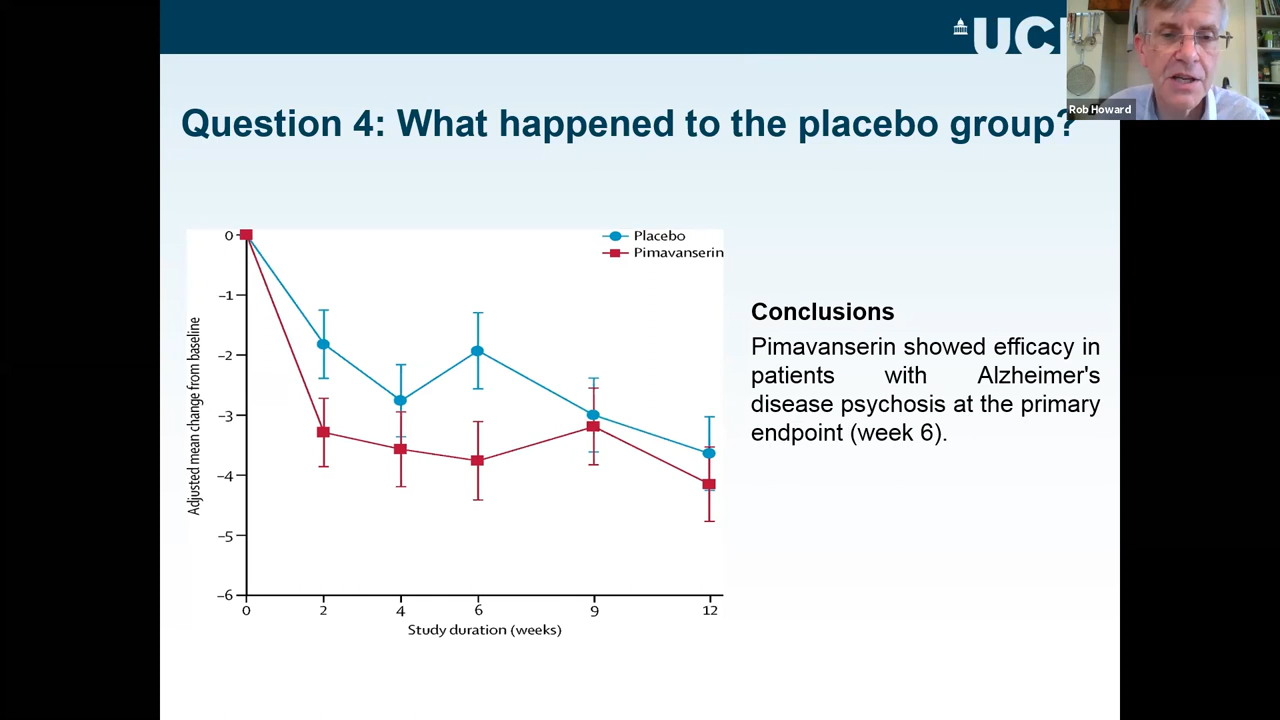 UCL
Rob Howard
Question 4: What happened to the placebo group?
Placebo
Pimavanserin
0
–1
–2
–3
–4
–5
–6
Adjusted mean change from baseline
0 2 4 6 9 12
Study duration (weeks)
Conclusions
Pimavanserin showed efficacy in
patients with Alzheimer's
disease psychosis at the primary
endpoint (week 6).